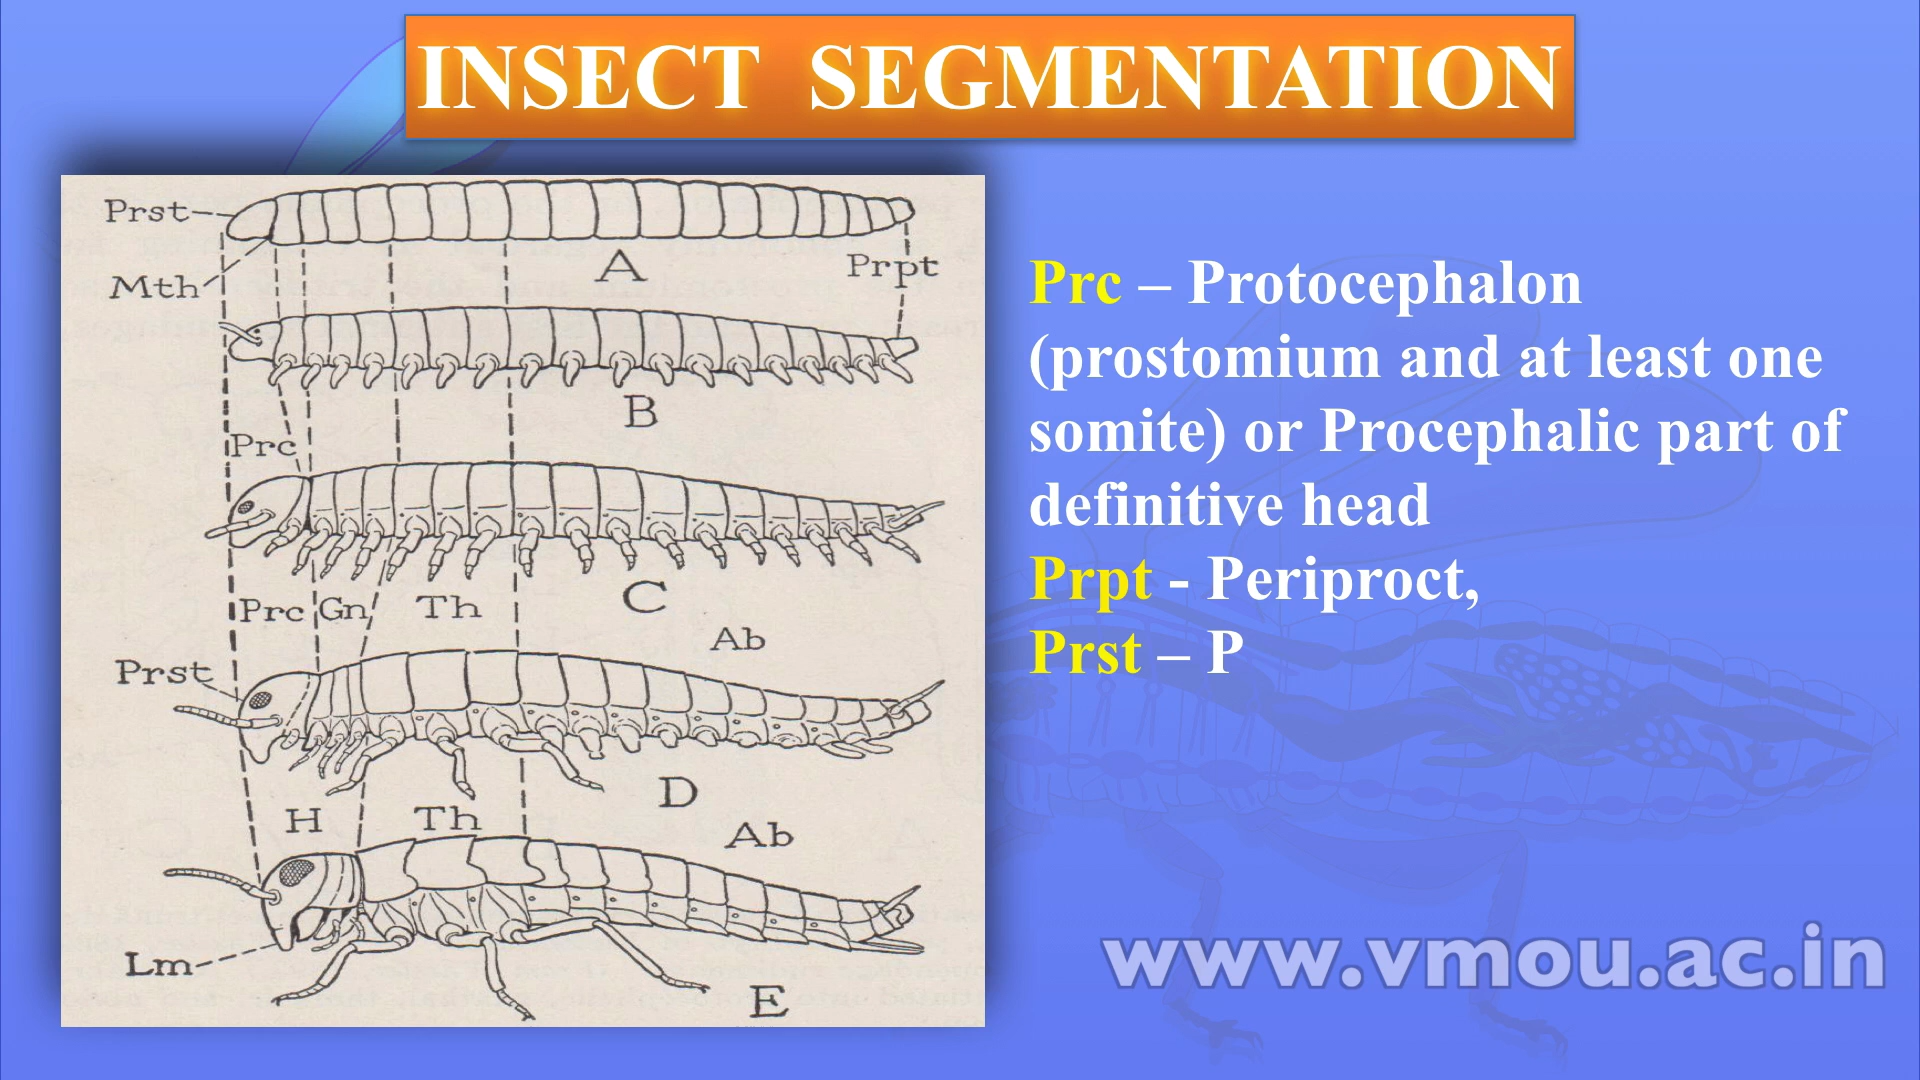 INSECT SEGMENTATION
Prst
Mth
A
Prpt
B
Prc
C
Prc Gn Th
Ab
Prst
D
H Th
Ab
Lm
E
Prc – Protocephalon
(prostomium and at least one
somite) or Procephalic part of
definitive head
Prpt - Periproct,
Prst – P
www.vmou.ac.in